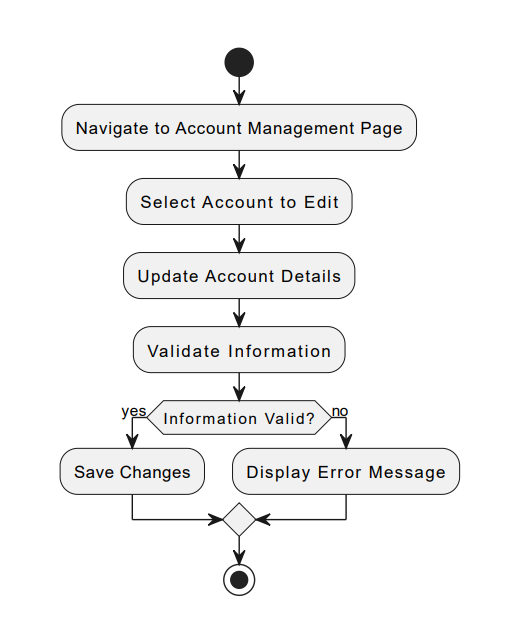 Navigate to Account Management Page
Select Account to Edit
Update Account Details
Validate Information
yes
Information Valid?
no
Save Changes
Display Error Message